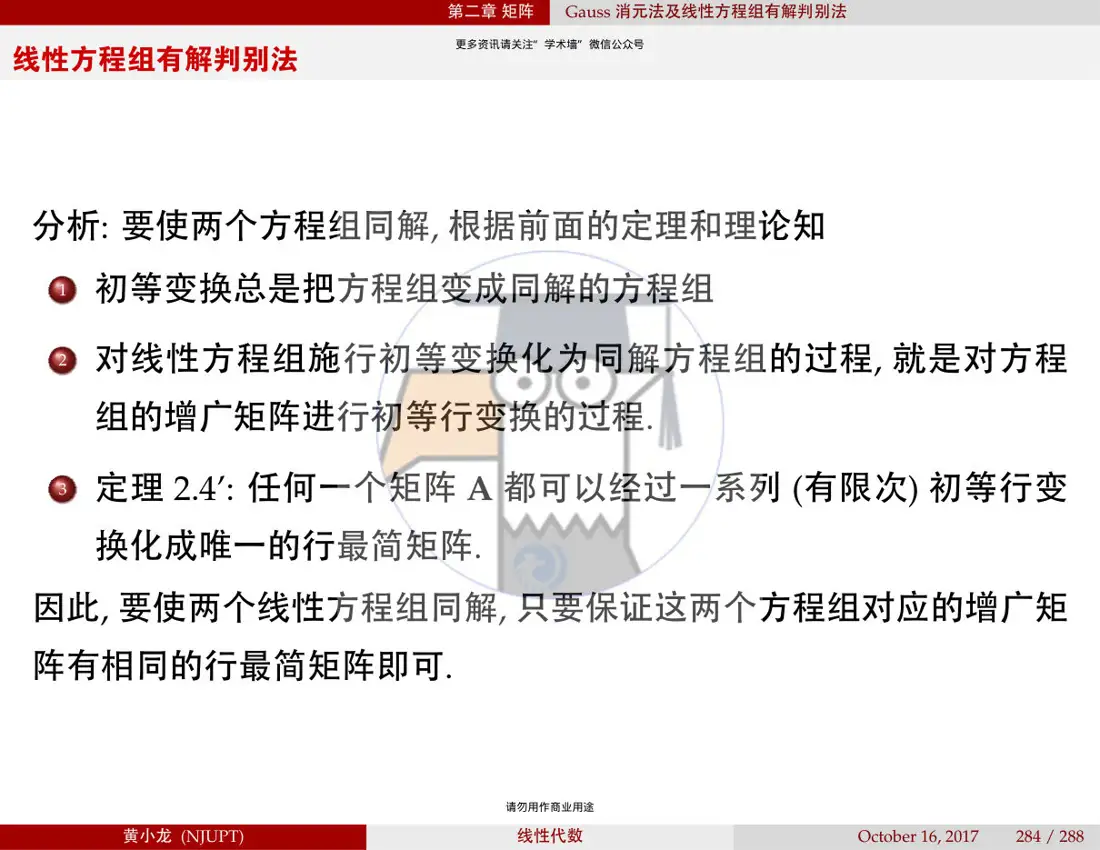 第二章 矩阵 Gauss 消元法及线性方程组有解判别法
更多资讯请关注“学术墙”微信公众号
线性方程组有解判别法
分析: 要使两个方程组同解, 根据前面的定理和理论知
1 初等变换总是把方程组变成同解的方程组
2 对线性方程组施行初等变换化为同解方程组的过程, 就是对方程
组的增广矩阵进行初等行变换的过程.
3 定理 2.4′: 任何一个矩阵 A 都可以经过一系列 (有限次) 初等行变
换化成唯一的行最简矩阵.
因此, 要使两个线性方程组同解, 只要保证这两个方程组对应的增广矩
阵有相同的行最简矩阵即可.
请勿用作商业用途
黄小龙 (NJUPT) 线性代数 October 16, 2017 284 / 288